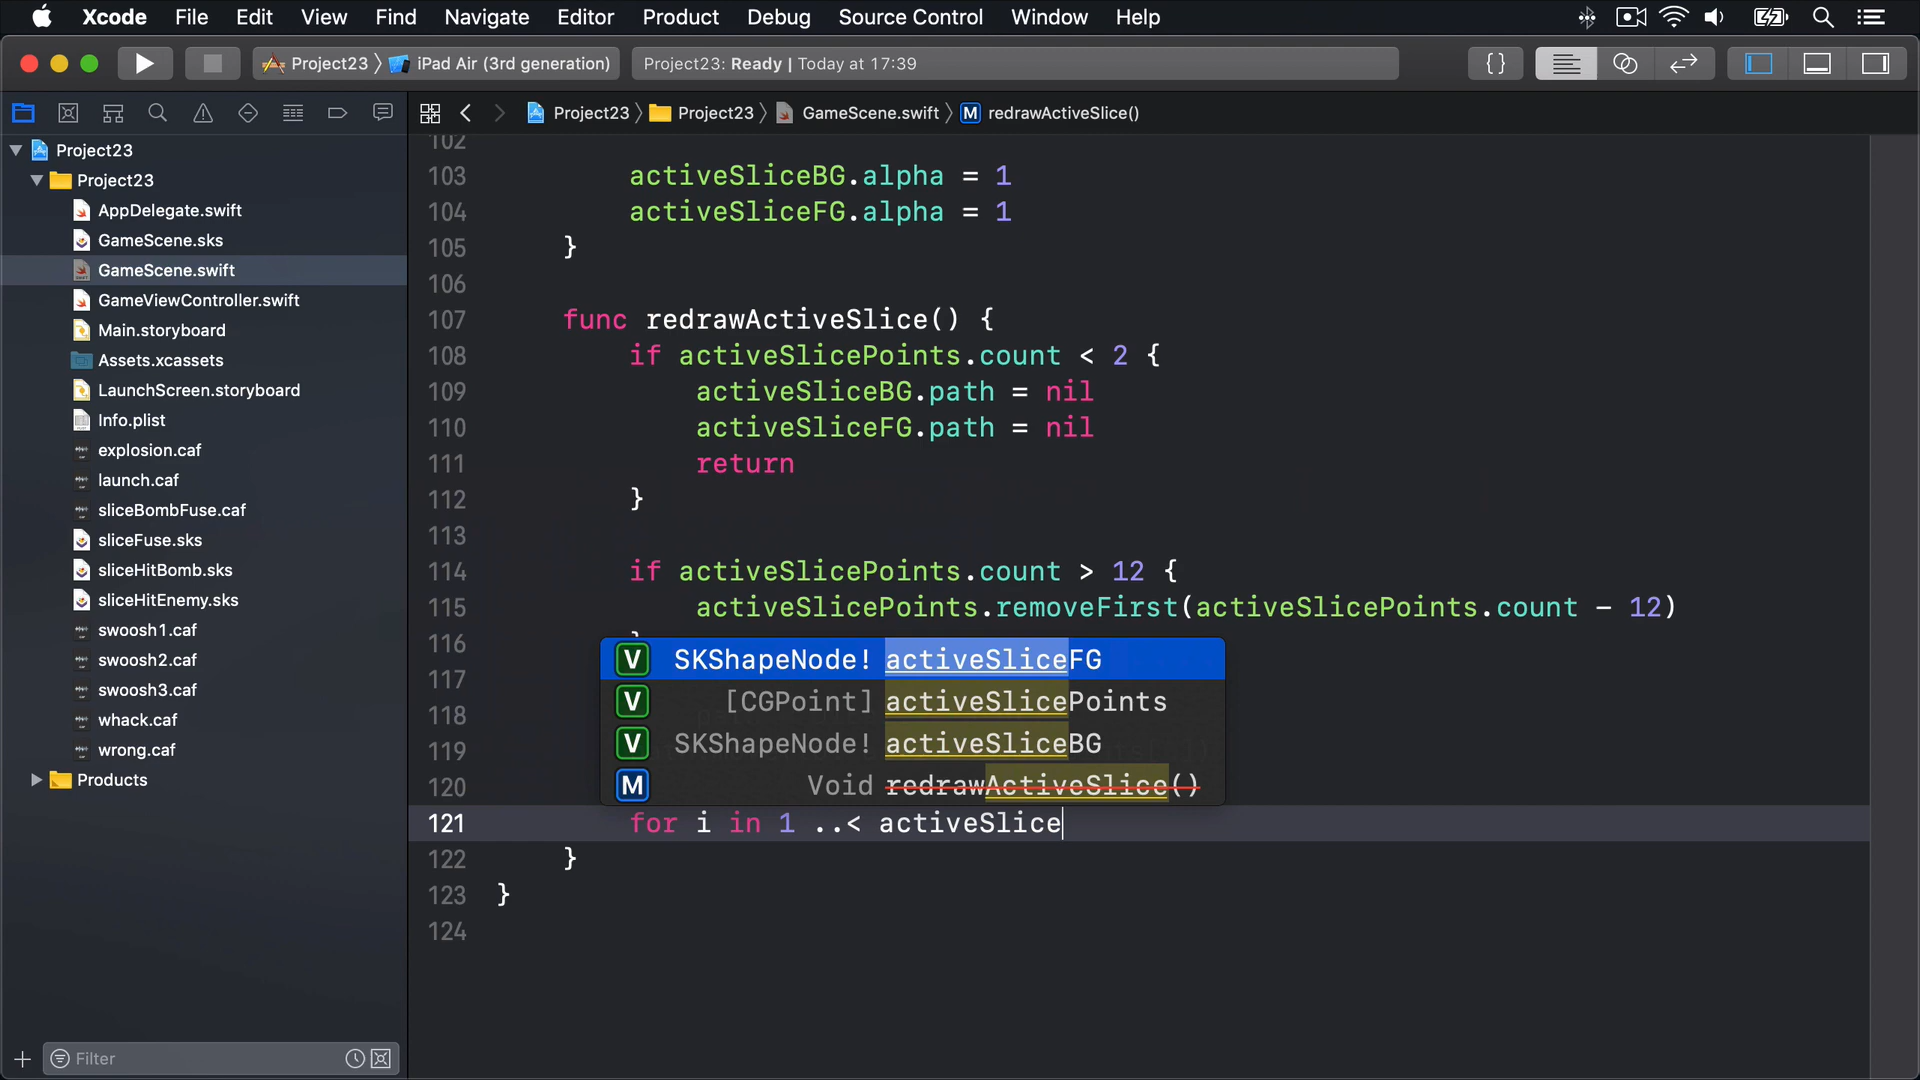 Xcode File Edit View Find Navigate Editor Product Debug Source Control Window Help
Project23 iPad Air (3rd generation) Project23: Ready | Today at 17:39 {}
Project23 Project23 GameScene.swift M redrawActiveSlice()
Project23
Project23
AppDelegate.swift
GameScene.sks
GameScene.swift
GameViewController.swift
Main.storyboard
Assets.xcassets
LaunchScreen.storyboard
Info.plist
explosion.caf
launch.caf
sliceBombFuse.caf
sliceFuse.sks
sliceHitBomb.sks
sliceHitEnemy.sks
swoosh1.caf
swoosh2.caf
swoosh3.caf
whack.caf
wrong.caf
Products
Filter
102
103 activeSliceBG.alpha = 1
104 activeSliceFG.alpha = 1
105 }
106
107 func redrawActiveSlice() {
108 if activeSlicePoints.count < 2 {
109 activeSliceBG.path = nil
110 activeSliceFG.path = nil
111 return
112 }
113
114 if activeSlicePoints.count > 12 {
115 activeSlicePoints.removeFirst(activeSlicePoints.count - 12)
116
117
118
119
120
V SKShapeNode! activeSliceFG
V [CGPoint] activeSlicePoints
V SKShapeNode! activeSliceBG
M Void redrawActiveSlice()
121 for i in 1 ..< activeSlice
122 }
123 }
124